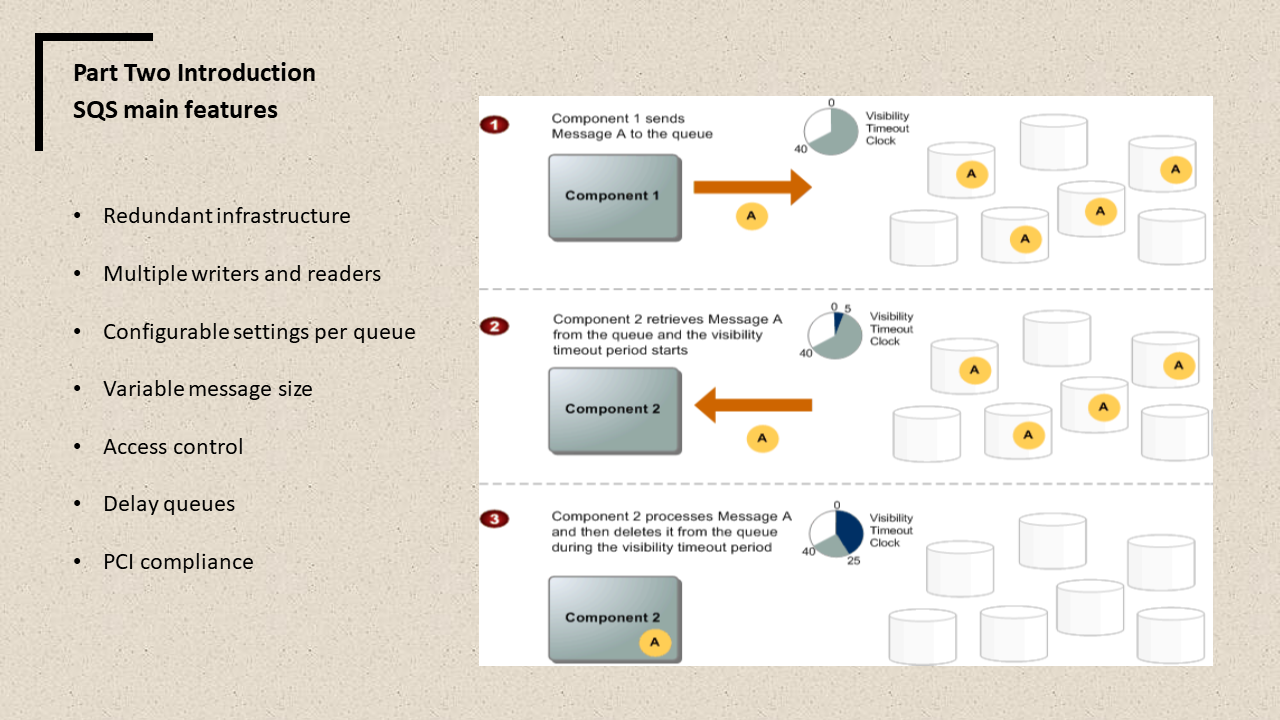 Part Two Introduction
SQS main features
• Redundant infrastructure
• Multiple writers and readers
• Configurable settings per queue
• Variable message size
• Access control
• Delay queues
• PCI compliance
1
Component 1 sends
Message A to the queue
Component 1
A
0
40
Visibility
Timeout
Clock
A
A
A
A
2
Component 2 retrieves Message A
from the queue and the visibility
timeout period starts
Component 2
A
0 5
40
Visibility
Timeout
Clock
A
A
A
A
3
Component 2 processes Message A
and then deletes it from the queue
during the visibility timeout period
Component 2
A
0
40
25
Visibility
Timeout
Clock